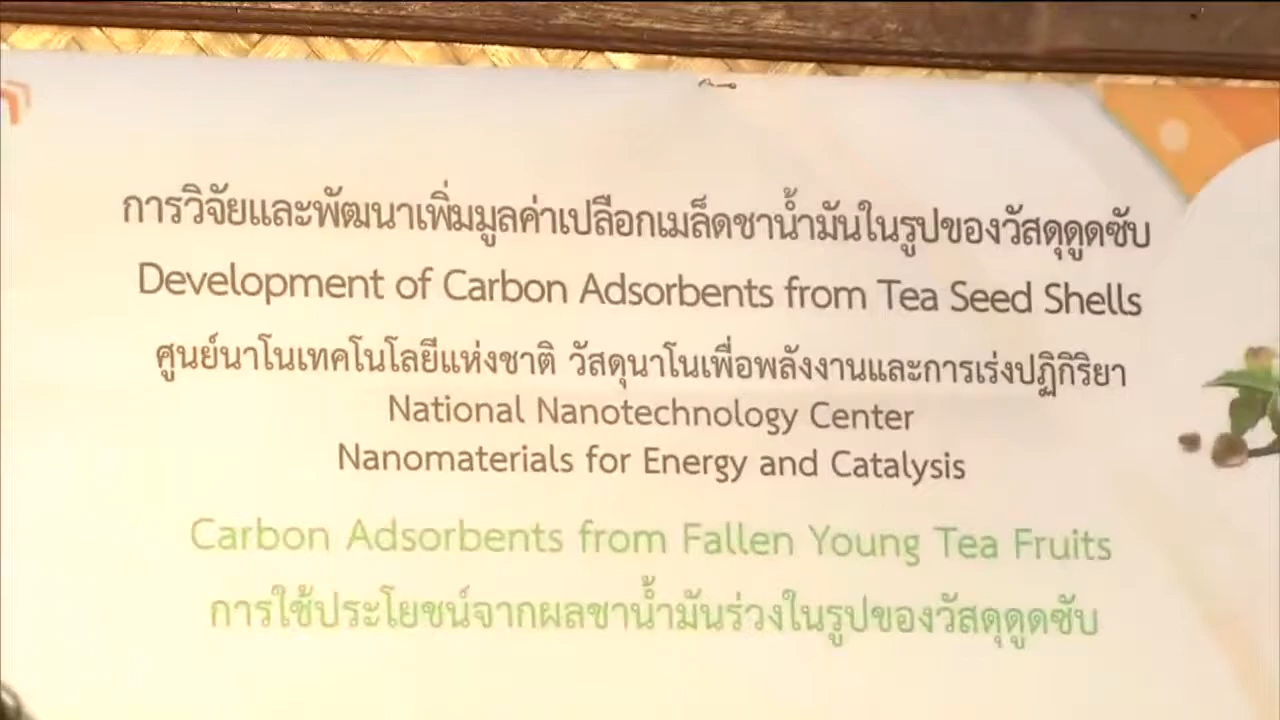 การวิจัยและพัฒนาเพิ่มมูลค่าเปลือกเมล็ดชาน้ำมันในรูปของวัสดุดูดซับ
Development of Carbon Adsorbents from Tea Seed Shells
ศูนย์นาโนเทคโนโลยีแห่งชาติ วัสดุนาโนเพื่อพลังงานและการเร่งปฏิกิริยา
National Nanotechnology Center
Nanomaterials for Energy and Catalysis
Carbon Adsorbents from Fallen Young Tea Fruits
การใช้ประโยชน์จากผลชาน้ำมันร่วงในรูปของวัสดุดูดซับ